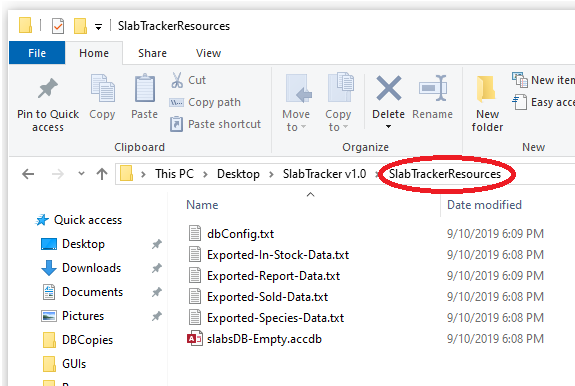 SlabTrackerResources
File Home Share View
Pin to Quick access
Copy
Paste
Cut
Copy path
Paste shortcut
Clipboard
Move to
Copy to
Delete
Rename
Organize
New folder
New item
Easy acce
New
This PC > Desktop > SlabTracker v1.0 > SlabTrackerResources
Name Date modified
Quick access
Desktop
Downloads
Documents
Pictures
DBCopies
GUIs
dbConfig.txt 9/10/2019 6:09 PM
Exported-In-Stock-Data.txt 9/10/2019 6:08 PM
Exported-Report-Data.txt 9/10/2019 6:09 PM
Exported-Sold-Data.txt 9/10/2019 6:08 PM
Exported-Species-Data.txt 9/10/2019 6:08 PM
slabsDB-Empty.accdb 9/10/2019 6:08 PM